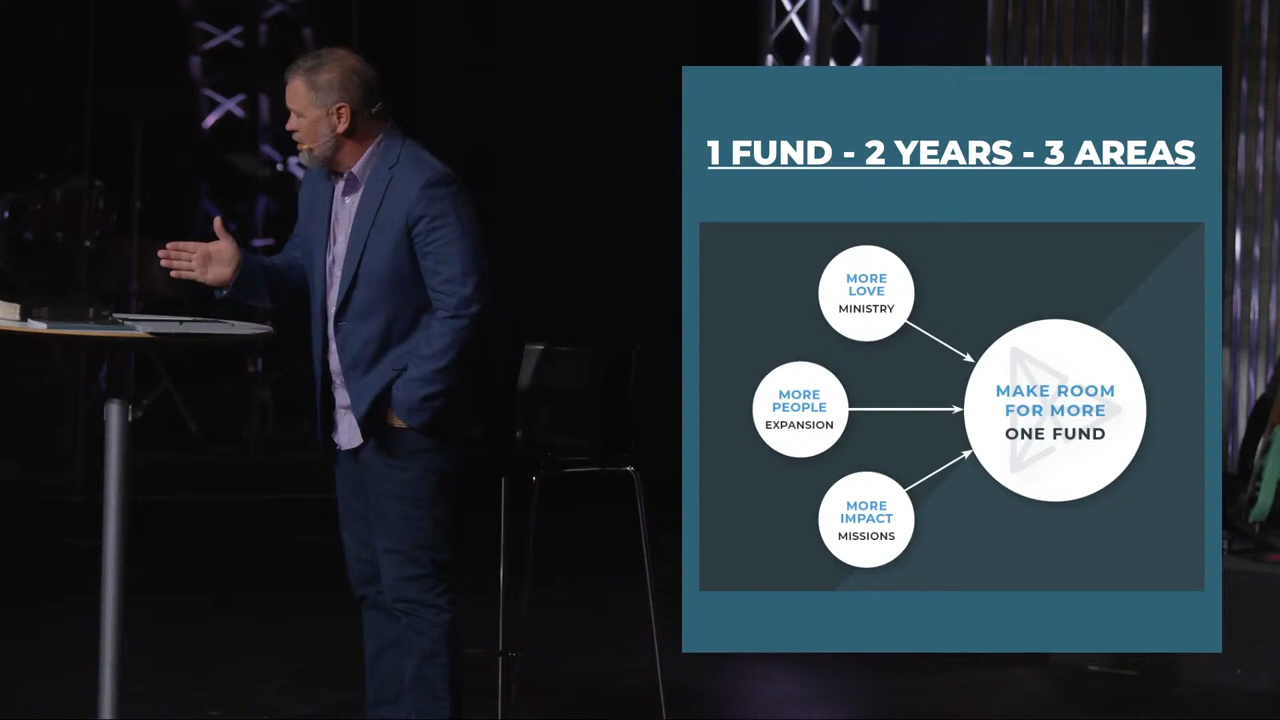 1 FUND - 2 YEARS - 3 AREAS
MORE
LOVE
MINISTRY
MORE
PEOPLE
EXPANSION
MORE
IMPACT
MISSIONS
MAKE ROOM
FOR MORE
ONE FUND